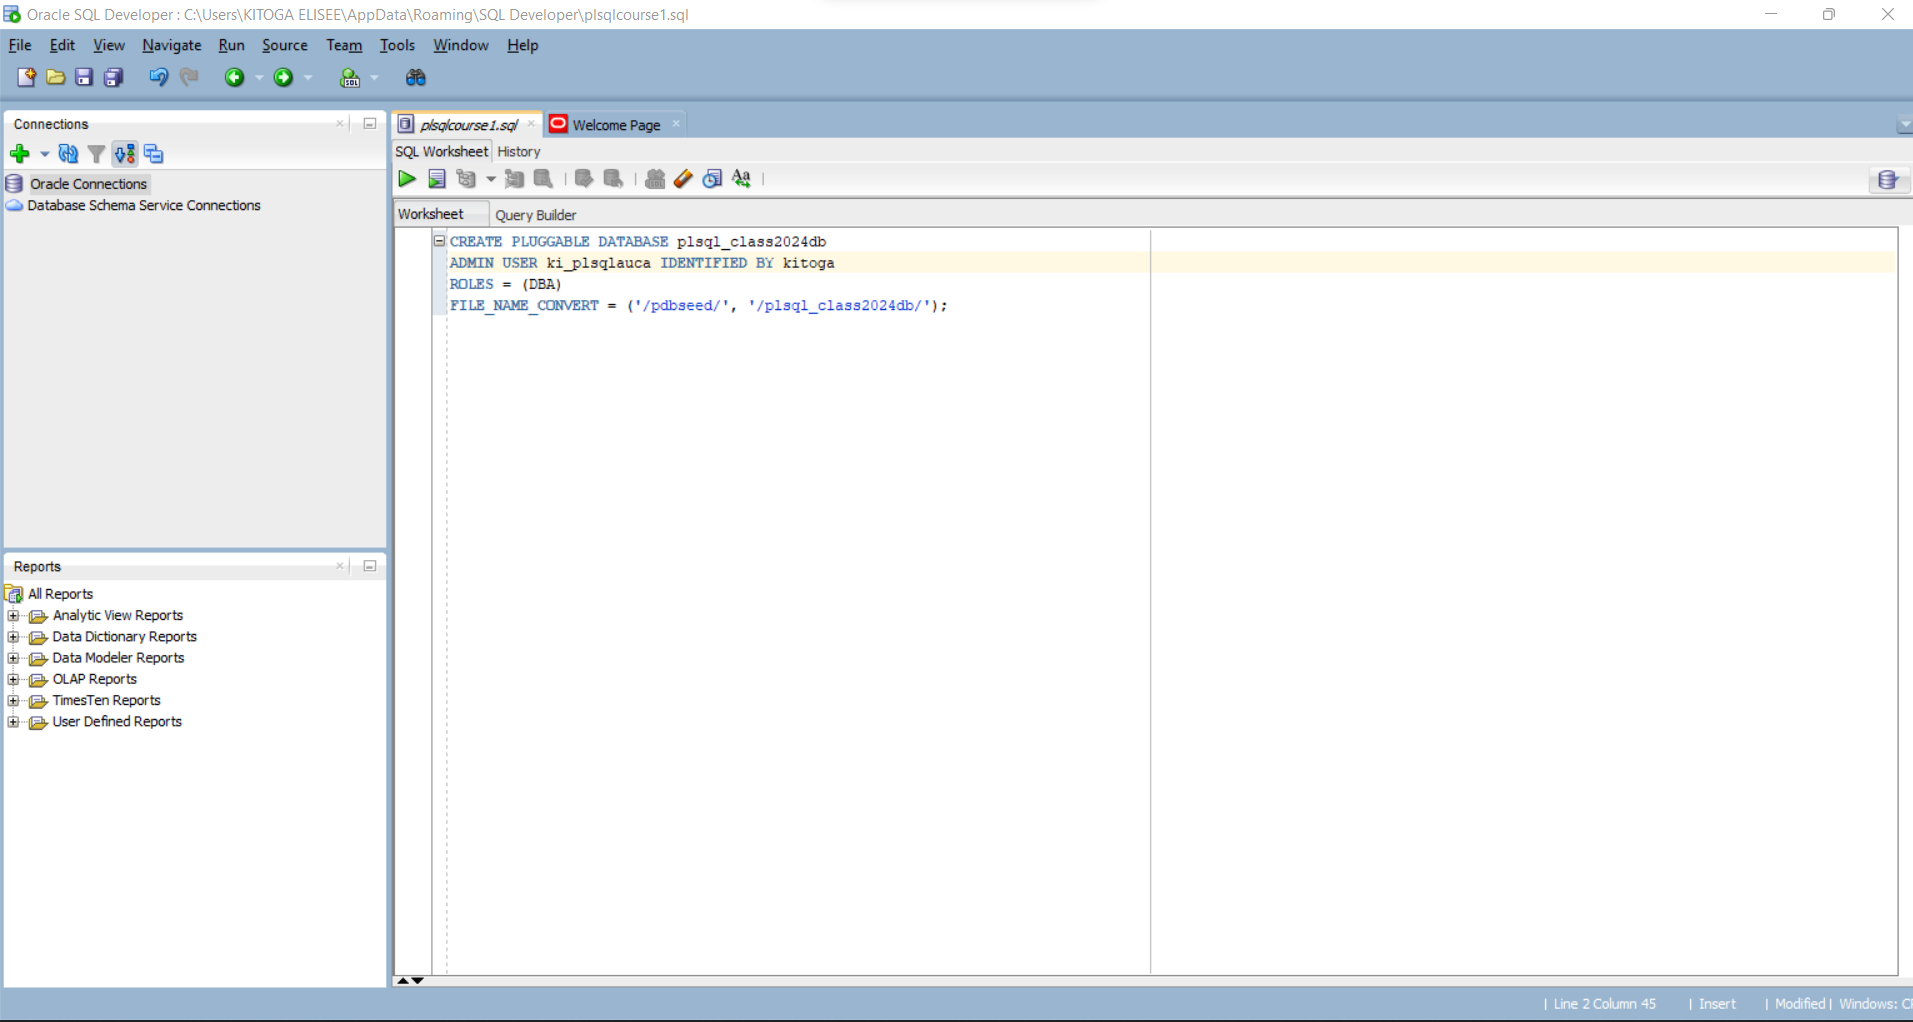 Oracle SQL Developer : C:\Users\KITOGA ELISEE\AppData\Roaming\SQL Developer\plsqlcourse1.sql
File Edit View Navigate Run Source Team Tools Window Help
Connections
Oracle Connections
Database Schema Service Connections
Reports
All Reports
Analytic View Reports
Data Dictionary Reports
Data Modeler Reports
OLAP Reports
TimesTen Reports
User Defined Reports
plsqlcourse1.sql Welcome Page
SQL Worksheet History
Worksheet Query Builder
CREATE PLUGGABLE DATABASE plsql_class2024db
ADMIN USER ki_plsqlauca IDENTIFIED BY kitoga
ROLES = (DBA)
FILE_NAME_CONVERT = ('/pdbseed/', '/plsql_class2024db/');
| Line 2 Column 45 | Insert | Modified | Windows: